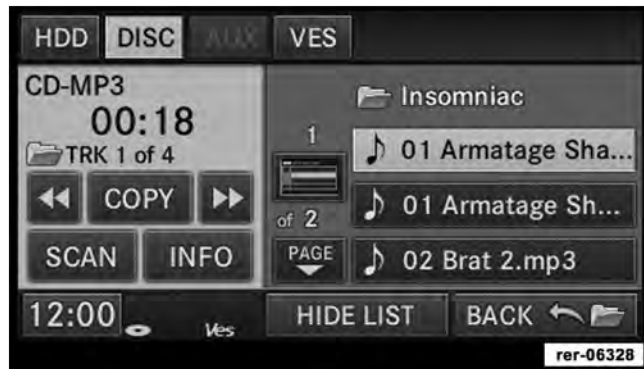 HDD DISC AUX VES
CD-MP3
00:18
TRK 1 of 4
COPY
SCAN INFO
1
of 2
PAGE
Insomniac
01 Armatage Sha...
01 Armatage Sh...
02 Brat 2.mp3
12:00 Ves HIDE LIST BACK
rer-06328